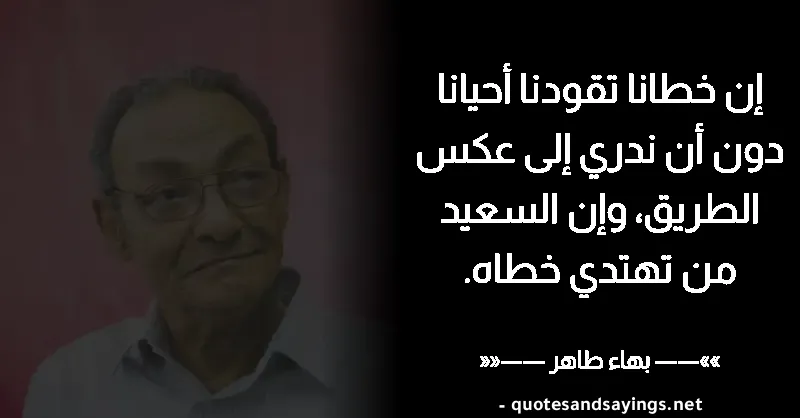 إن خطانا تقودنا أحيانا
دون أن ندري إلى عكس
الطريق، وإن السعيد
من تهتدي خطاه.
»»—— بهاء طاهر ——««
- quotesandsayings.net